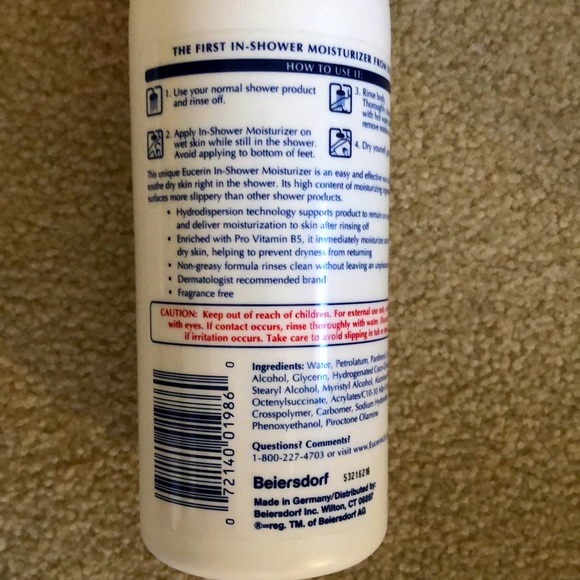 THE FIRST IN-SHOWER MOISTURIZER FROM
HOW TO USE IT:
1. Use your normal shower product
and rinse off.
2. Apply In-Shower Moisturizer on
wet skin while still in the shower.
Avoid applying to bottom of feet.
3. Rinse body.
Thoroughly
with hot
remove
4. Dry yourself
This unique Eucerin In-Shower Moisturizer is an easy and effective
soothe dry skin right in the shower. Its high content of moisturizing
surfaces more slippery than other shower products.
• Hydrodispersion technology supports product to remain
and deliver moisturization to skin after rinsing off
• Enriched with Pro Vitamin B5, it immediately moisturize
dry skin, helping to prevent dryness from returning
• Non-greasy formula rinses clean without leaving an
• Dermatologist recommended brand
• Fragrance free
CAUTION: Keep out of reach of children. For external use only.
with eyes. If contact occurs, rinse thoroughly with water.
if irritation occurs. Take care to avoid slipping in tub
Ingredients: Water, Petrolatum, Panthenol
Alcohol, Glycerin, Hydrogenated
Stearyl Alcohol, Myristyl Alcohol,
Octenylsuccinate, Acrylates/C10-30
Crosspolymer, Carbomer, Sodium
Phenoxyethanol, Piroctone Olamine.
Questions? Comments?
1-800-227-4703 or visit www.Eucerin
Beiersdorf 53216216
Made in Germany/Distributed by:
Beiersdorf Inc. Wilton, CT 06897
®=reg. TM. of Beiersdorf AG
0 72140 01986 0